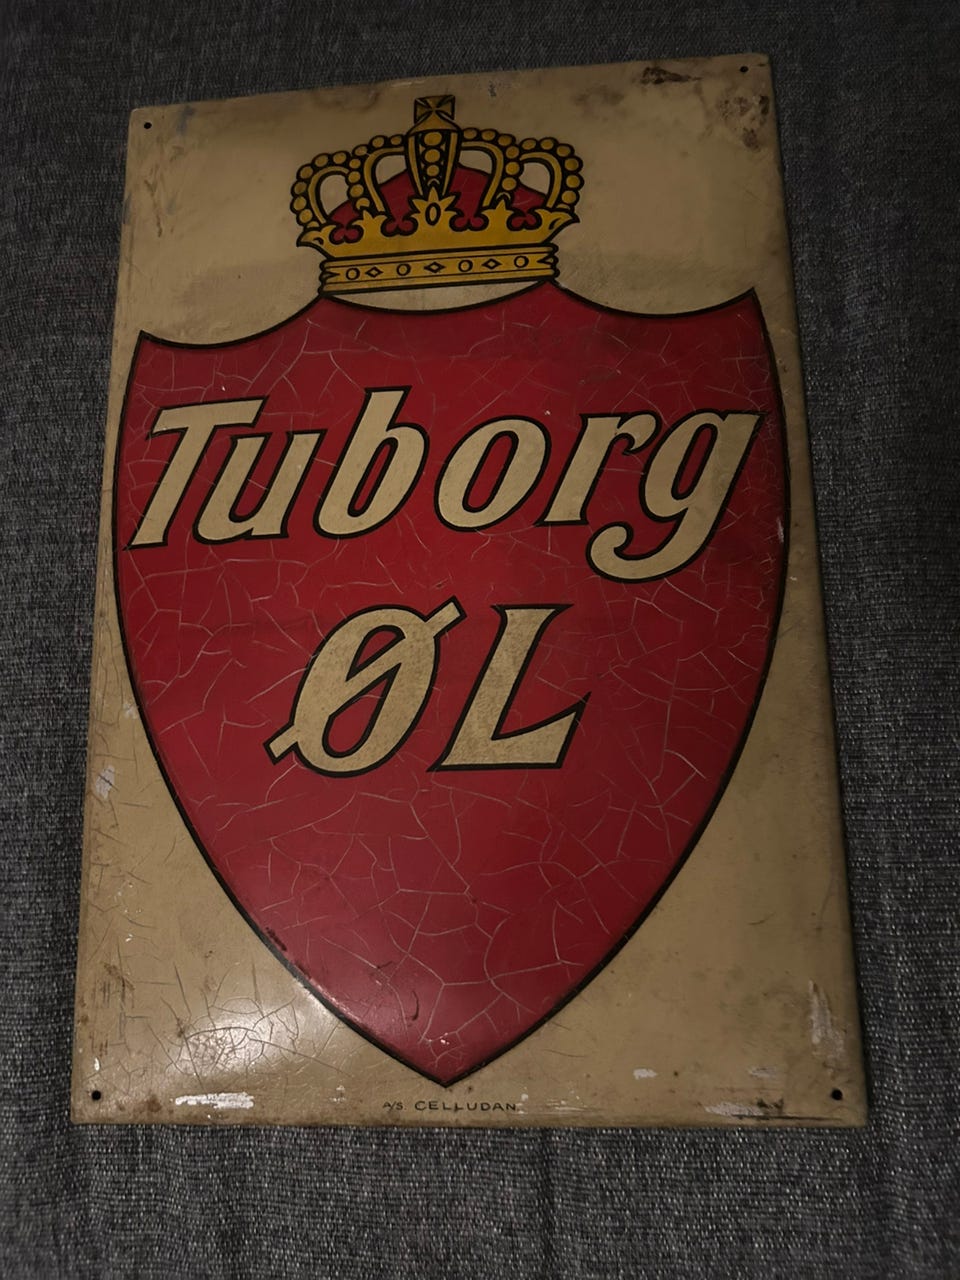 Tuborg
ØL
A/S. CELLUDAN